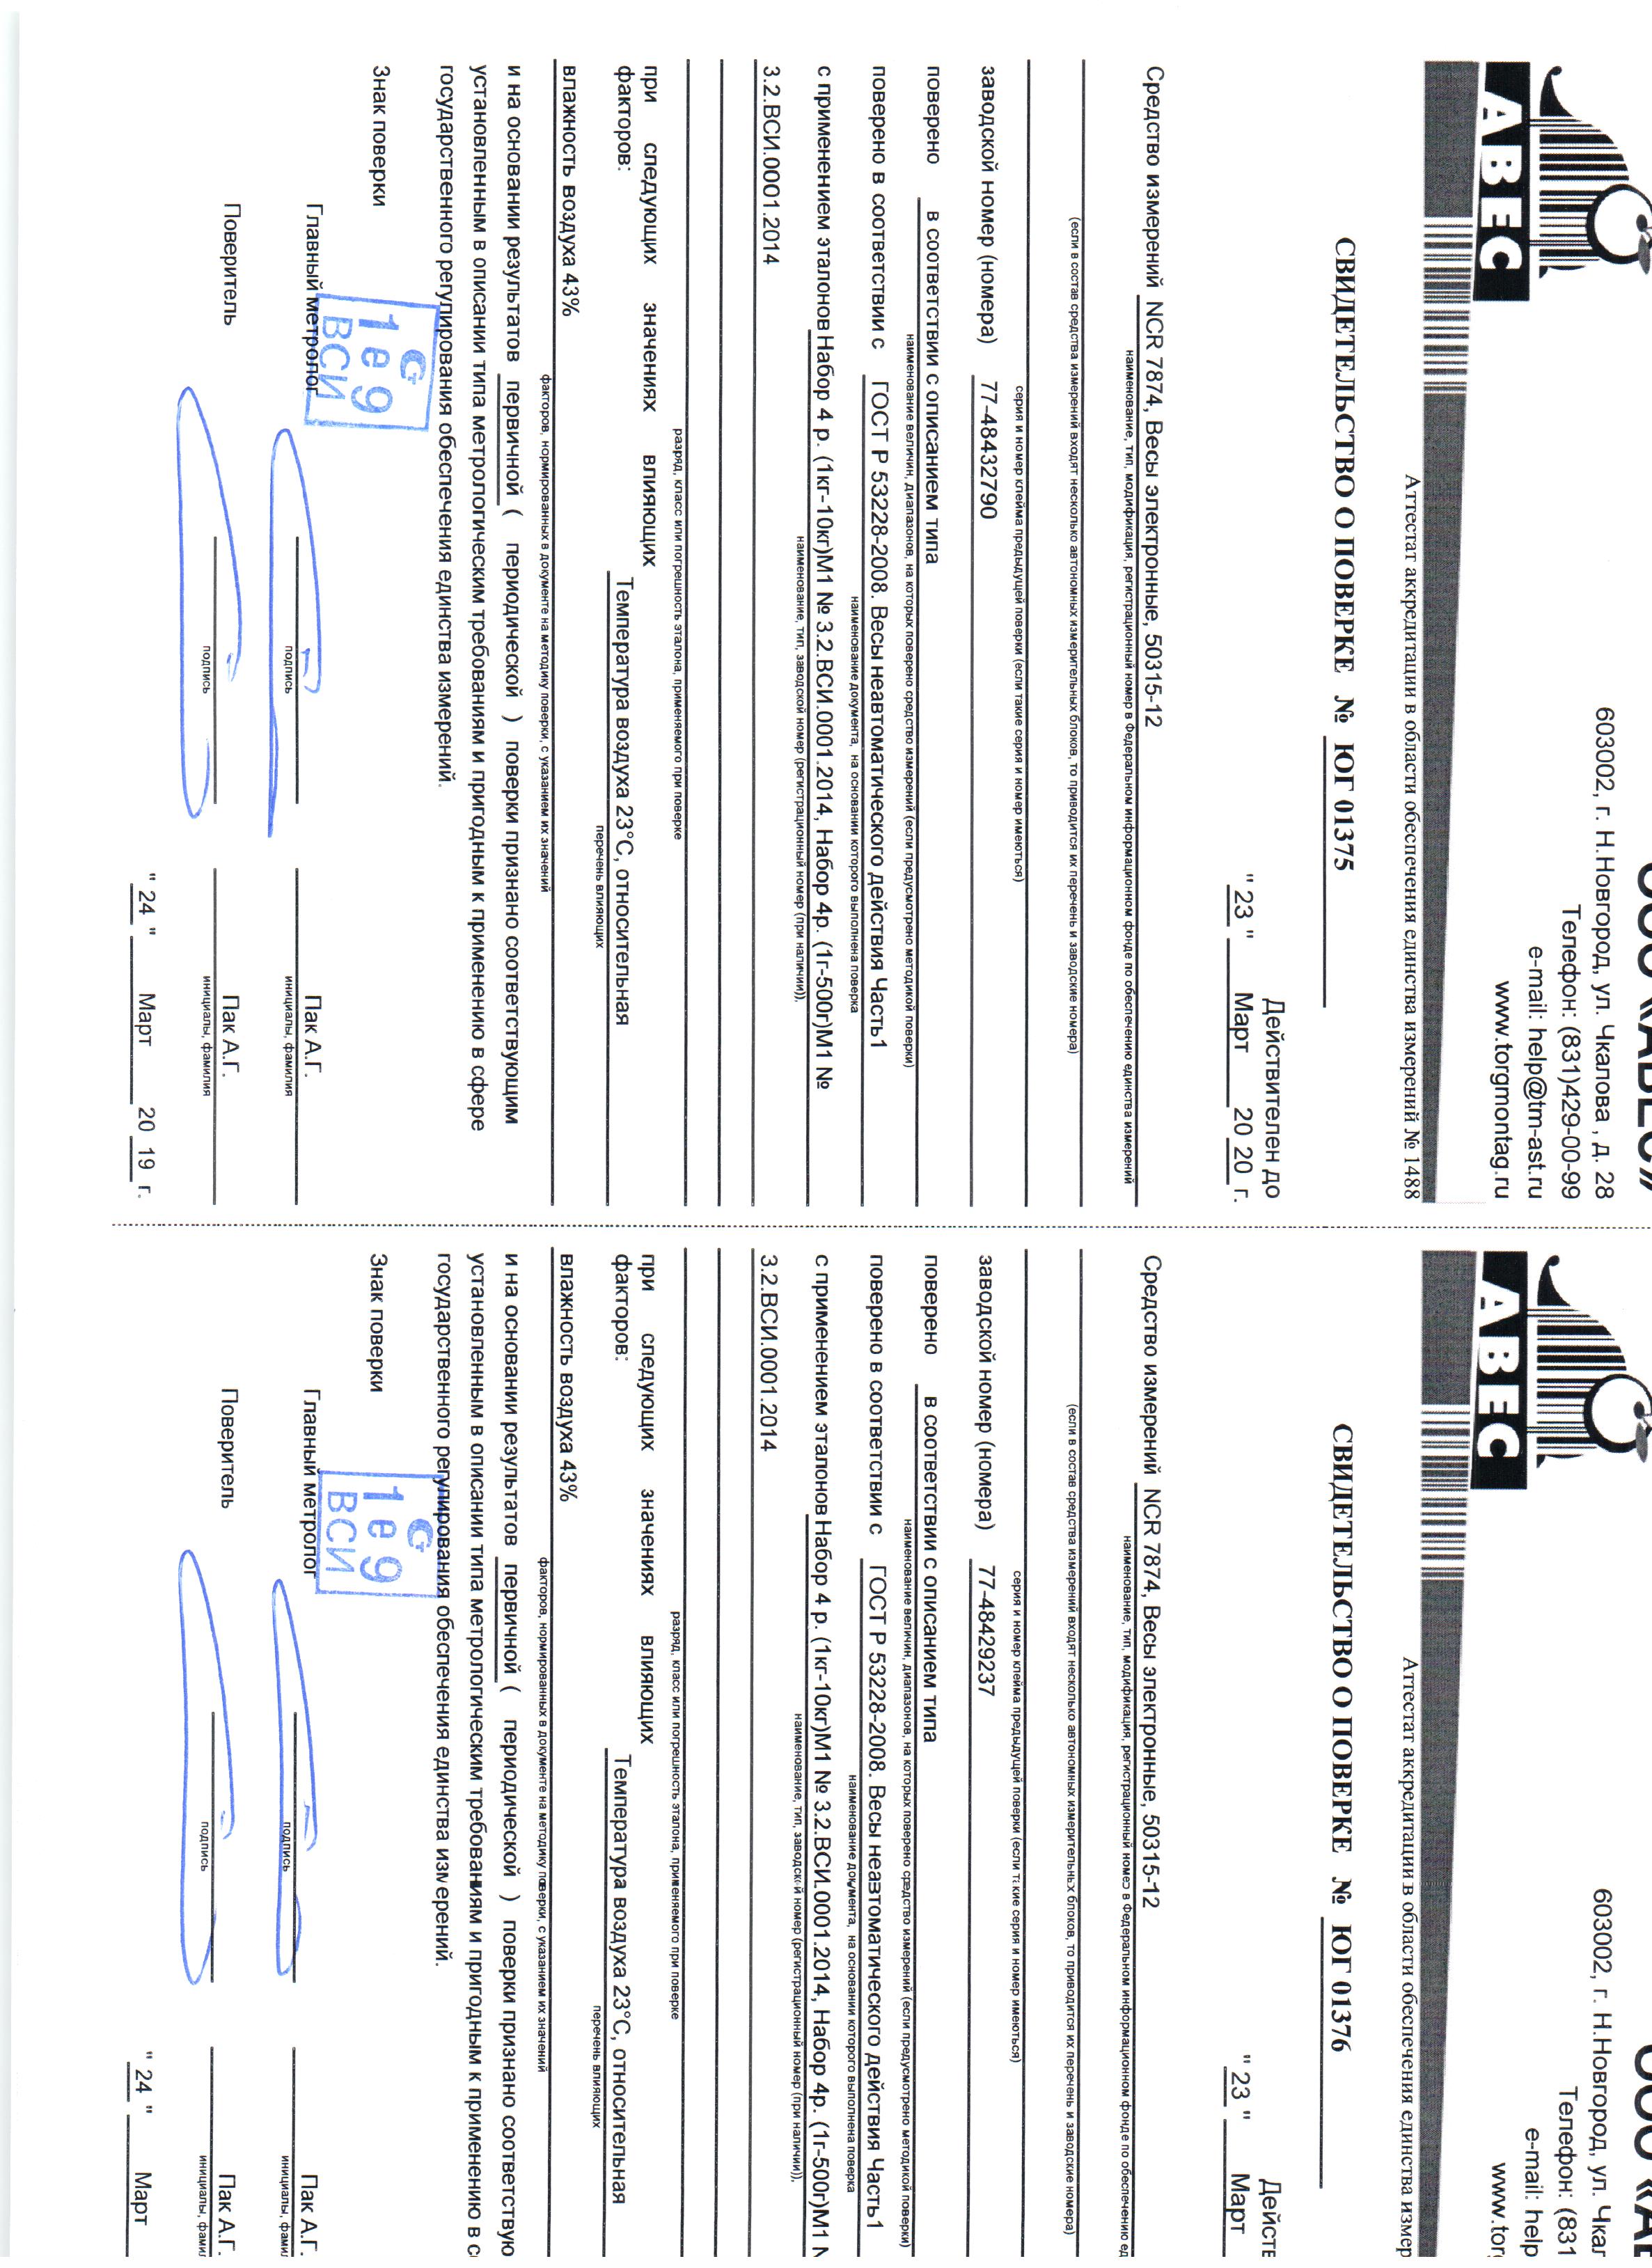 ООО «АВЕС»
603002, г. Н.Новгород, ул. Чкалова , д. 28
Телефон: (831)429-00-99
e-mail: help@tm-ast.ru
www.torgmontag.ru
АВЕС
Аттестат аккредитации в области обеспечения единства измерений № 1488
СВИДЕТЕЛЬСТВО О ПОВЕРКЕ № ЮГ 01375
Действителен до
" 23 " Март 20 20 г.
Средство измерений NCR 7874, Весы электронные, 50315-12
наименование, тип, модификация, регистрационный номер в Федеральном информационном фонде по обеспечению единства измерений
(если в состав средства измерений входят несколько автономных измерительных блоков, то приводится их перечень и заводские номера)
серия и номер клейма предыдущей поверки (если такие серия и номер имеються)
заводской номер (номера) 77-48432790
поверено в соответствии с описанием типа
наименование величин, диапазонов, на которых поверено средство измерений (если предусмотрено методикой поверки)
поверено в соответствии с ГОСТ Р 53228-2008. Весы неавтоматического действия Часть1
наименование документа, на основании которого выполнена поверка
с применением эталонов Набор 4 р. (1кг-10кг)М1 № 3.2.ВСИ.0001.2014, Набор 4р. (1г-500г)М1 №
наименование, тип, заводской номер (регистрационный номер (при наличии)),
3.2.ВСИ.0001.2014
разряд, класс или погрешность эталона, применяемого при поверке
при следующих значениях влияющих
факторов: Температура воздуха 23°С, относительная
перечень влияющих
влажность воздуха 43%
факторов, нормированных в документе на методику поверки, с указанием их значений
и на основании результатов первичной ( периодической ) поверки признано соответствующим
установленным в описании типа метрологическим требованиям и пригодным к применению в сфере
государственного регулирования обеспечения единства измерений.
Знак поверки
G
1е9
ВСИ
Главный метролог Пак А.Г.
подпись инициалы, фамилия
Поверитель Пак А.Г.
подпись инициалы, фамилия
" 24 " Март 20 19 г.
ООО «АВ
603002, г. Н.Новгород, ул. Чкал
Телефон: (831
e-mail: help
www.tor
АВЕС
Аттестат аккредитации в области обеспечения единства измер
СВИДЕТЕЛЬСТВО О ПОВЕРКЕ № ЮГ 01376
Действ
" 23 " Март
Средство измерений NCR 7874, Весы электронные, 50315-12
наименование, тип, модификация, регистрационный номер в Федеральном информационном фонде по обеспечению ед
(если в состав средства измерений входят несколько автономных измерительных блоков, то приводится их перечень и заводские номера)
серия и номер клейма предыдущей поверки (если такие серия и номер имеються)
заводской номер (номера) 77-48429237
поверено в соответствии с описанием типа
наименование величин, диапазонов, на которых поверено средство измерений (если предусмотрено методикой поверки)
поверено в соответствии с ГОСТ Р 53228-2008. Весы неавтоматического действия Часть1
наименование документа, на основании которого выполнена поверка
с применением эталонов Набор 4 р. (1кг-10кг)М1 № 3.2.ВСИ.0001.2014, Набор 4р. (1г-500г)М1 №
наименование, тип, заводской номер (регистрационный номер (при наличии)),
3.2.ВСИ.0001.2014
разряд, класс или погрешность эталона, применяемого при поверке
при следующих значениях влияющих
факторов: Температура воздуха 23°С, относительная
перечень влияющих
влажность воздуха 43%
факторов, нормированных в документе на методику поверки, с указанием их значений
и на основании результатов первичной ( периодической ) поверки признано соответствую
установленным в описании типа метрологическим требованиям и пригодным к применению в с
государственного регулирования обеспечения единства измерений.
Знак поверки
G
1е9
ВСИ
Главный метролог Пак А.Г.
подпись инициалы, фами
Поверитель Пак А.Г.
подпись инициалы, фами
" 24 " Март